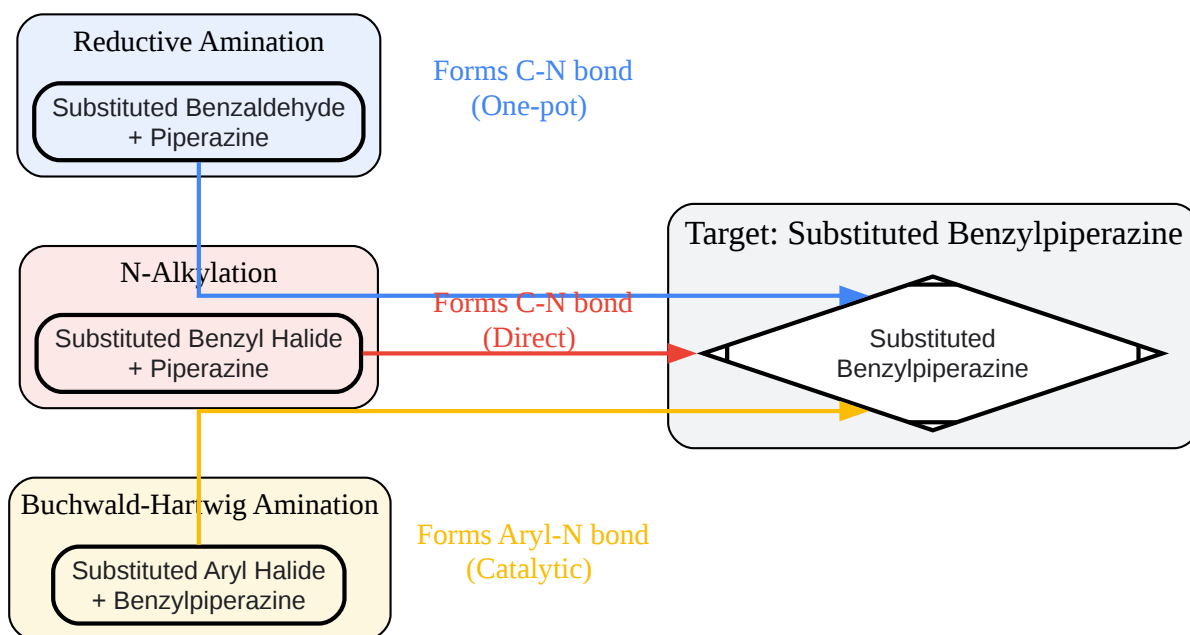 Reductive Amination
Substituted Benzaldehyde
+ Piperazine
Forms C-N bond
(One-pot)
N-Alkylation
Substituted Benzyl Halide
+ Piperazine
Forms C-N bond
(Direct)
Target: Substituted Benzylpiperazine
Substituted
Benzylpiperazine
Buchwald-Hartwig Amination
Substituted Aryl Halide
+ Benzylpiperazine
Forms Aryl-N bond
(Catalytic)